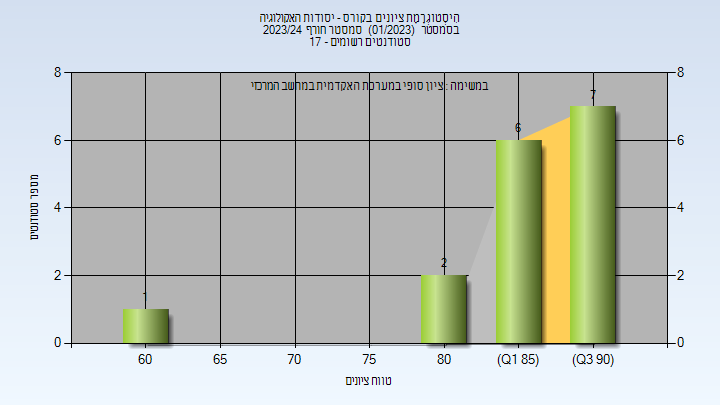 היסטוגרמת ציונים בקורס - יסודות האקולוגיה
בסמסטר (01/2023) סמסטר חורף 2023/24
סטודנטים רשומים - 17
במשימה : ציון סופי במערכת האקדמית במחשב המרכזי
8 8
7
6 6 6
מספר סטודנטים
4 4
2 2 2
1
0 0
60 65 70 75 80 (Q1 85) (Q3 90)
טווח ציונים